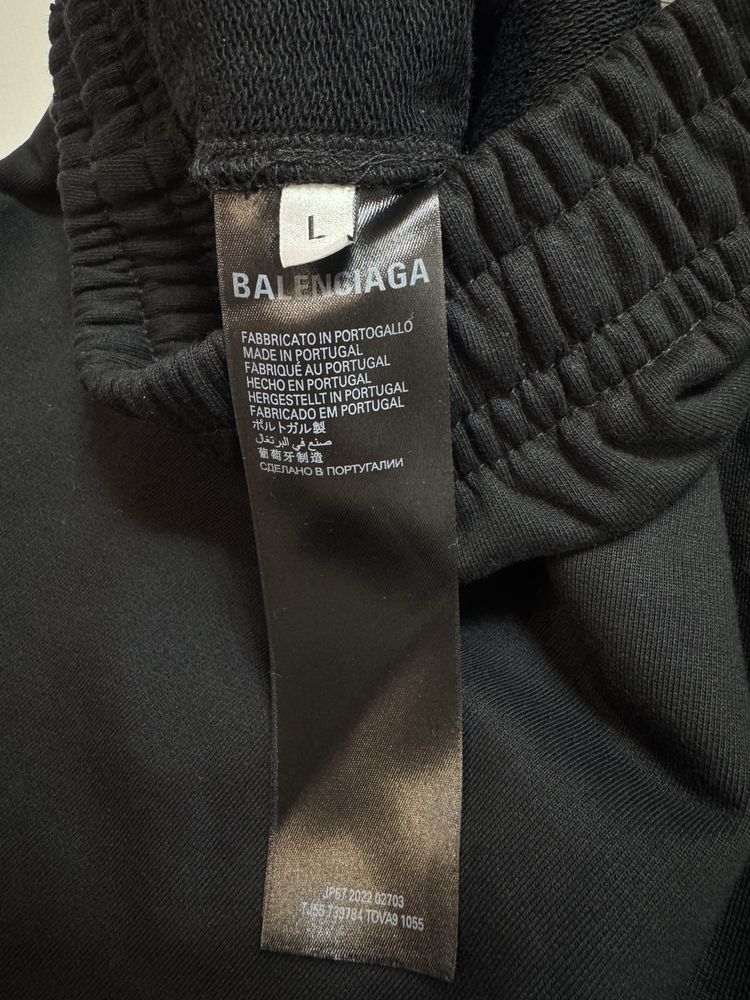 L
BALENCIAGA
FABBRICATO IN PORTOGALLO
MADE IN PORTUGAL
FABRIQUÉ AU PORTUGAL
HECHO EN PORTUGAL
HERGESTELLT IN PORTUGAL
FABRICADO EM PORTUGAL
ポルトガル製
صنع في البرتغال
葡萄牙制造
СДЕЛАНО В ПОРТУГАЛИИ
JP57 2022 02703
TJ55 739784 TOVA9 1055